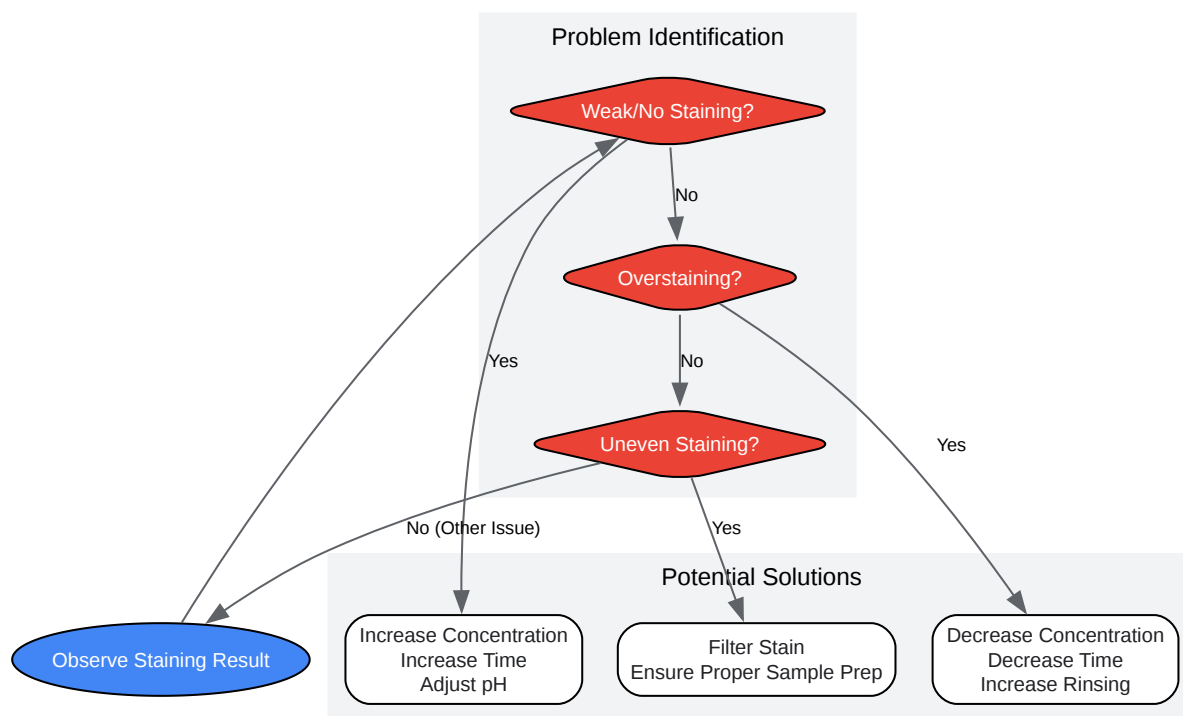 Problem Identification
Weak/No Staining?
No
Overstaining?
Yes
No
Uneven Staining?
Yes
No (Other Issue)
Yes
Potential Solutions
Observe Staining Result
Increase Concentration
Increase Time
Adjust pH
Filter Stain
Ensure Proper Sample Prep
Decrease Concentration
Decrease Time
Increase Rinsing